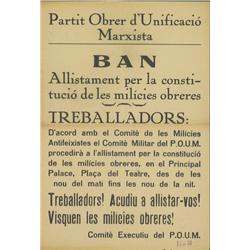 Partit Obrer d'Unificació
Marxista
BAN
Allistament per la consti-
tució de les milícies obreres
TREBALLADORS:
D'acord amb el Comitè de les Milícies
Antifeixistes el Comitè Militar del P.O.U.M.
procedirà a l'allistament per la constitució
de les milícies obreres, en el Principal
Palace, Plaça del Teatre, des de les
nou del matí fins les nou de la nit.
Treballadors! Acudiu a allistar-vos!
Visquen les milícies obreres!
Comitè Executiu del P.O.U.M.